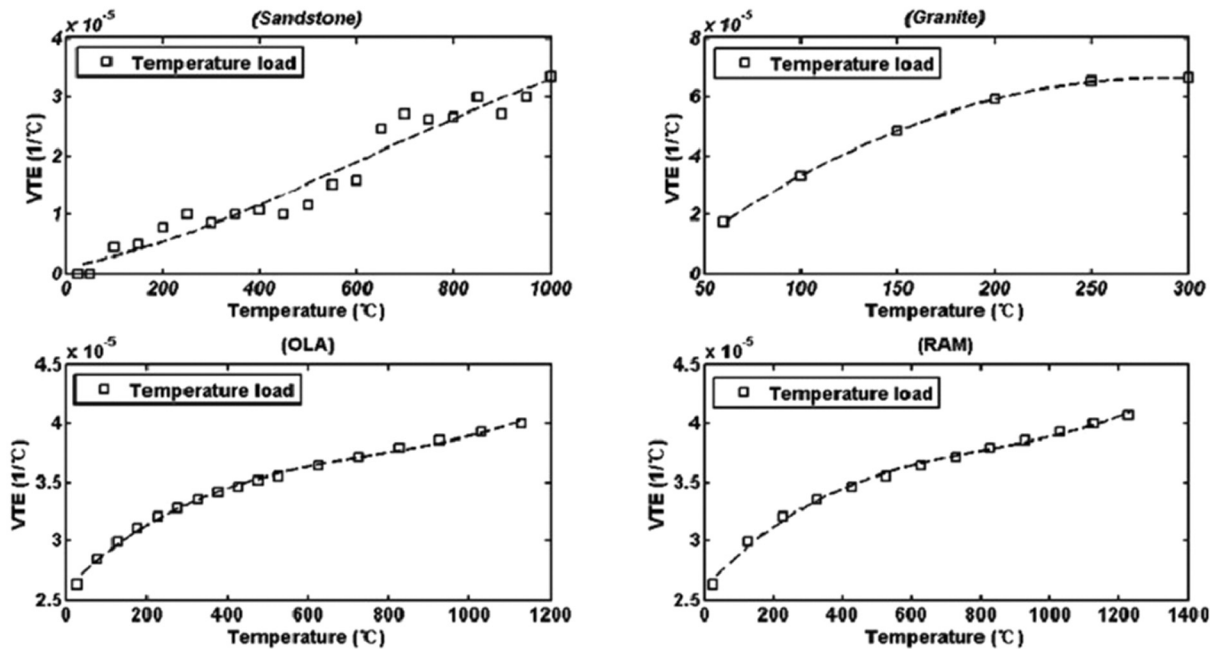 (Sandstone)
x 10⁻⁵
4
3
2
1
0
VTE (1/℃)
Temperature load
0 200 400 600 800 1000
Temperature (℃)
(Granite)
x 10⁻⁵
8
6
4
2
0
VTE (1/℃)
Temperature load
50 100 150 200 250 300
Temperature (℃)
(OLA)
x 10⁻⁵
4.5
4
3.5
3
2.5
VTE (1/℃)
Temperature load
0 200 400 600 800 1000 1200
Temperature (℃)
(RAM)
x 10⁻⁵
4.5
4
3.5
3
2.5
VTE (1/℃)
Temperature load
0 200 400 600 800 1000 1200 1400
Temperature (℃)